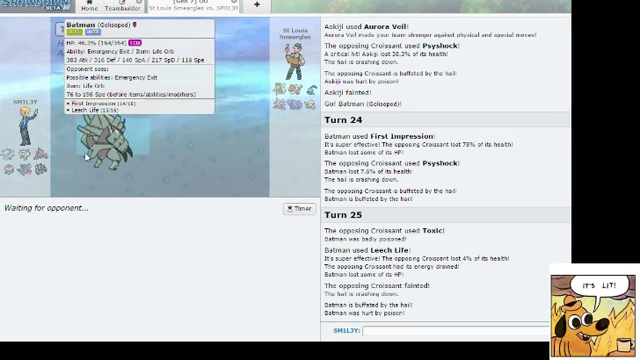 Showdown
BETA
Home
Teambuilder
St Louis Smeargles vs. SM1L3Y
Batman (Golisopod)
HP: 46.3% (164/354) TOX
Ability: Emergency Exit / Item: Life Orb
383 Atk / 316 Def / 140 SpA / 217 SpD / 116 Spe
Opponent sees:
Possible abilities: Emergency Exit
Item: Life Orb
76 to 196 Spe (before items/abilities/modifiers)
• First Impression (14/16)
• Leech Life (15/16)
SM1L3Y
St Louis
Smeargles
Waiting for opponent...
Timer
Aekiji used Aurora Veil!
Aurora Veil made your team stronger against physical and special moves!
The opposing Croissant used Psyshock!
A critical hit! Aekiji lost 38.3% of its health!
The hail is crashing down.
The opposing Croissant is buffeted by the hail!
Aekiji was hurt by poison!
Aekiji fainted!
Go! Batman (Golisopod)!
Turn 24
Batman used First Impression!
It's super effective! The opposing Croissant lost 78% of its health!
Batman lost some of its HP!
The opposing Croissant used Psyshock!
Batman lost 7.6% of its health!
The hail is crashing down.
The opposing Croissant is buffeted by the hail!
Batman is buffeted by the hail!
Turn 25
The opposing Croissant used Toxic!
Batman was badly poisoned!
Batman used Leech Life!
It's super effective! The opposing Croissant lost 4% of its health!
The opposing Croissant had its energy drained!
Batman lost some of its HP!
The opposing Croissant fainted!
The hail is crashing down.
Batman is buffeted by the hail!
Batman was hurt by poison!
SM1L3Y:
IT'S LIT!